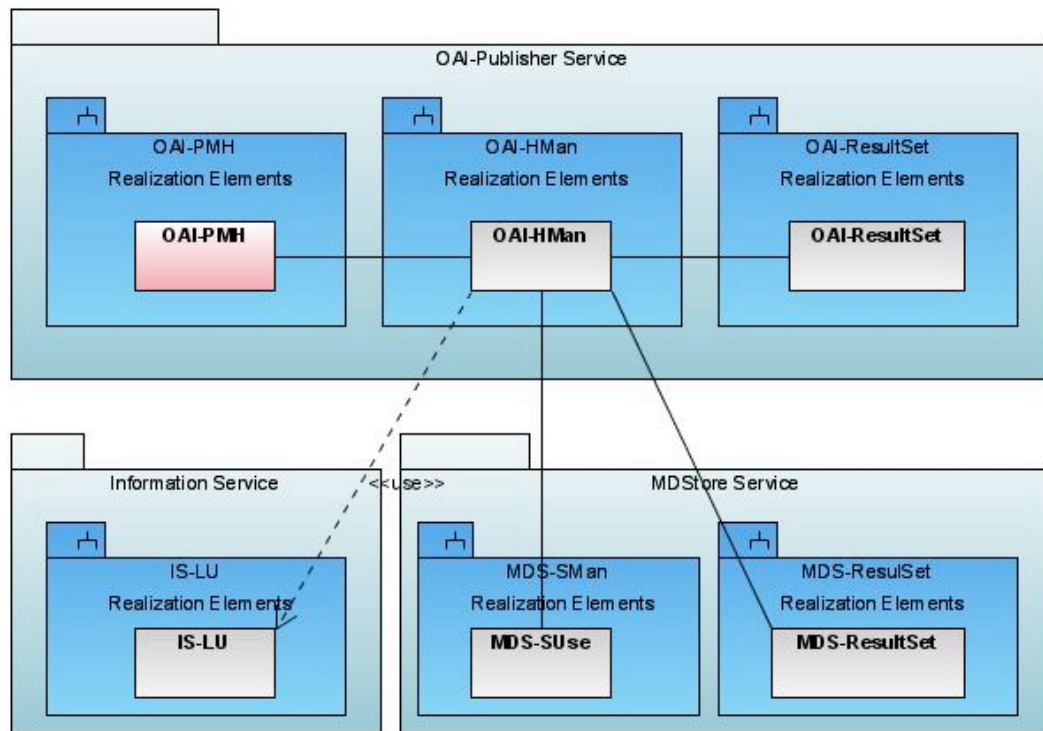 OAI-Publisher Service
OAI-PMH
Realization Elements
OAI-PMH
OAI-HMan
Realization Elements
OAI-HMan
OAI-ResultSet
Realization Elements
OAI-ResultSet
Information Service
<<use>>
MDStore Service
IS-LU
Realization Elements
IS-LU
MDS-SMan
Realization Elements
MDS-SUse
MDS-ResulSet
Realization Elements
MDS-ResultSet